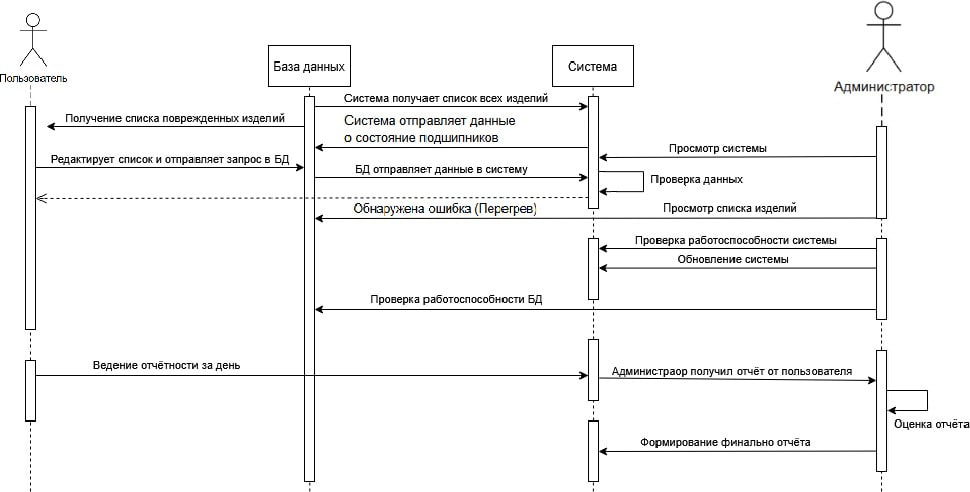 Пользователь
База данных
Система
Администратор
Система получает список всех изделий
Получение списка поврежденных изделий
Система отправляет данные
о состояние подшипников
Просмотр системы
Редактирует список и отправляет запрос в БД
БД отправляет данные в систему
Проверка данных
Обнаружена ошибка (Перегрев)
Просмотр списка изделий
Проверка работоспособности системы
Обновление системы
Проверка работоспособности БД
Ведение отчётности за день
Администраор получил отчёт от пользователя
Оценка отчёта
Формирование финально отчёта